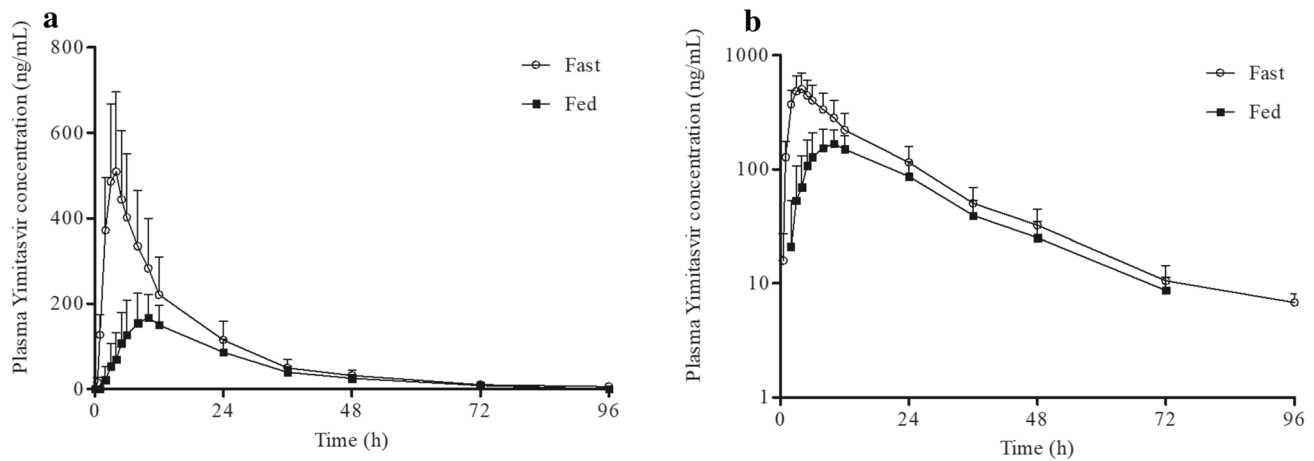 a
Plasma Yimitasvir concentration (ng/mL)
800
600
400
200
0
0 24 48 72 96
Time (h)
Fast
Fed
b
Plasma Yimitasvir concentration (ng/mL)
1000
100
10
1
0 24 48 72 96
Time (h)
Fast
Fed